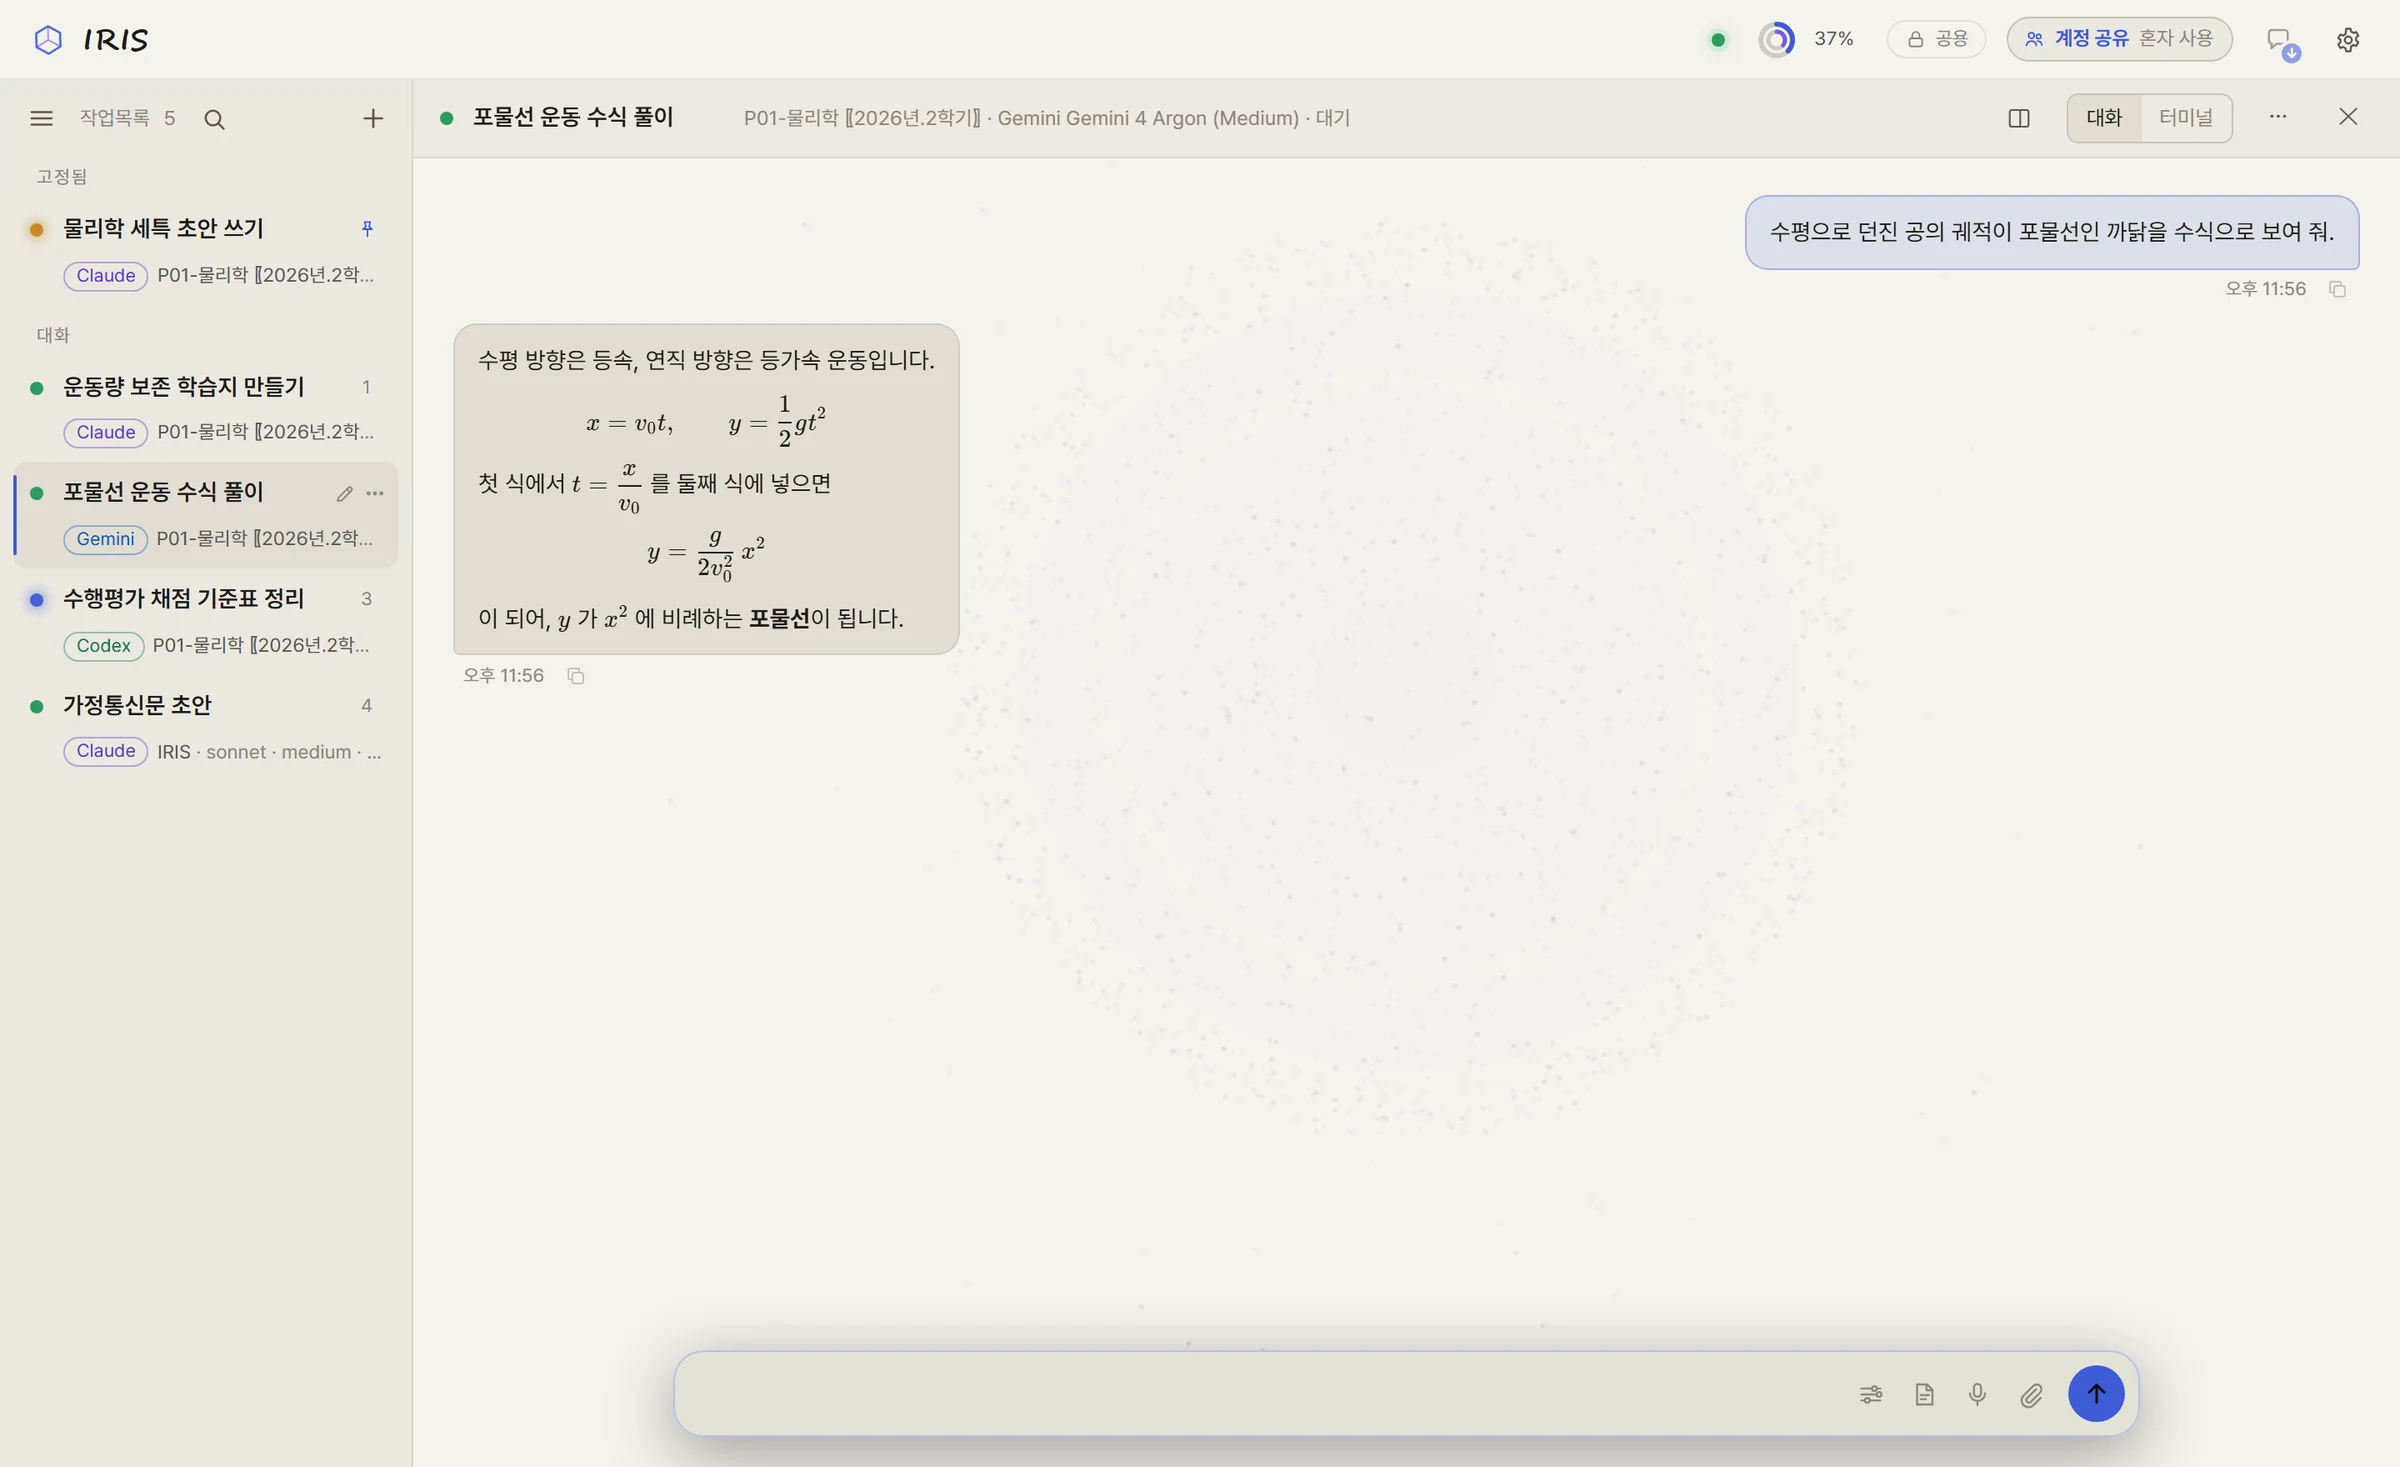 IRIS
37%
공용
계정 공유 혼자 사용
작업목록 5
포물선 운동 수식 풀이
P01-물리학 〖2026년.2학기〗 · Gemini Gemini 4 Argon (Medium) · 대기
대화
터미널
고정됨
물리학 세특 초안 쓰기
Claude P01-물리학 〖2026년.2학...
대화
운동량 보존 학습지 만들기 1
Claude P01-물리학 〖2026년.2학...
포물선 운동 수식 풀이
Gemini P01-물리학 〖2026년.2학...
수행평가 채점 기준표 정리 3
Codex P01-물리학 〖2026년.2학...
가정통신문 초안 4
Claude IRIS · sonnet · medium · ...
수평으로 던진 공의 궤적이 포물선인 까닭을 수식으로 보여 줘.
오후 11:56
수평 방향은 등속, 연직 방향은 등가속 운동입니다.
x = v₀t, y = 1/2 gt²
첫 식에서 t = x/v₀ 를 둘째 식에 넣으면
y = g/2v₀² x²
이 되어, y 가 x² 에 비례하는 포물선이 됩니다.
오후 11:56